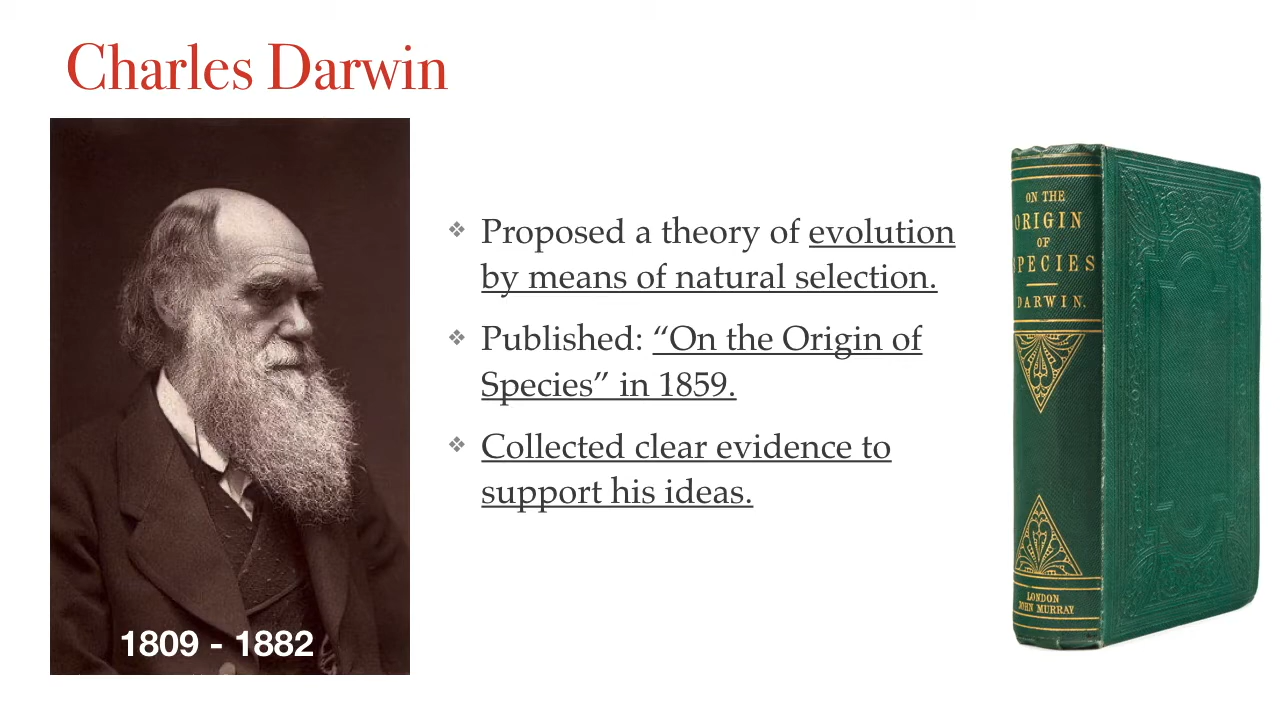 Charles Darwin
Proposed a theory of evolution
by means of natural selection.
Published: “On the Origin of
Species” in 1859.
Collected clear evidence to
support his ideas.
1809 - 1882
ON THE
ORIGIN
OF
SPECIES
DARWIN.
LONDON
JOHN MURRAY